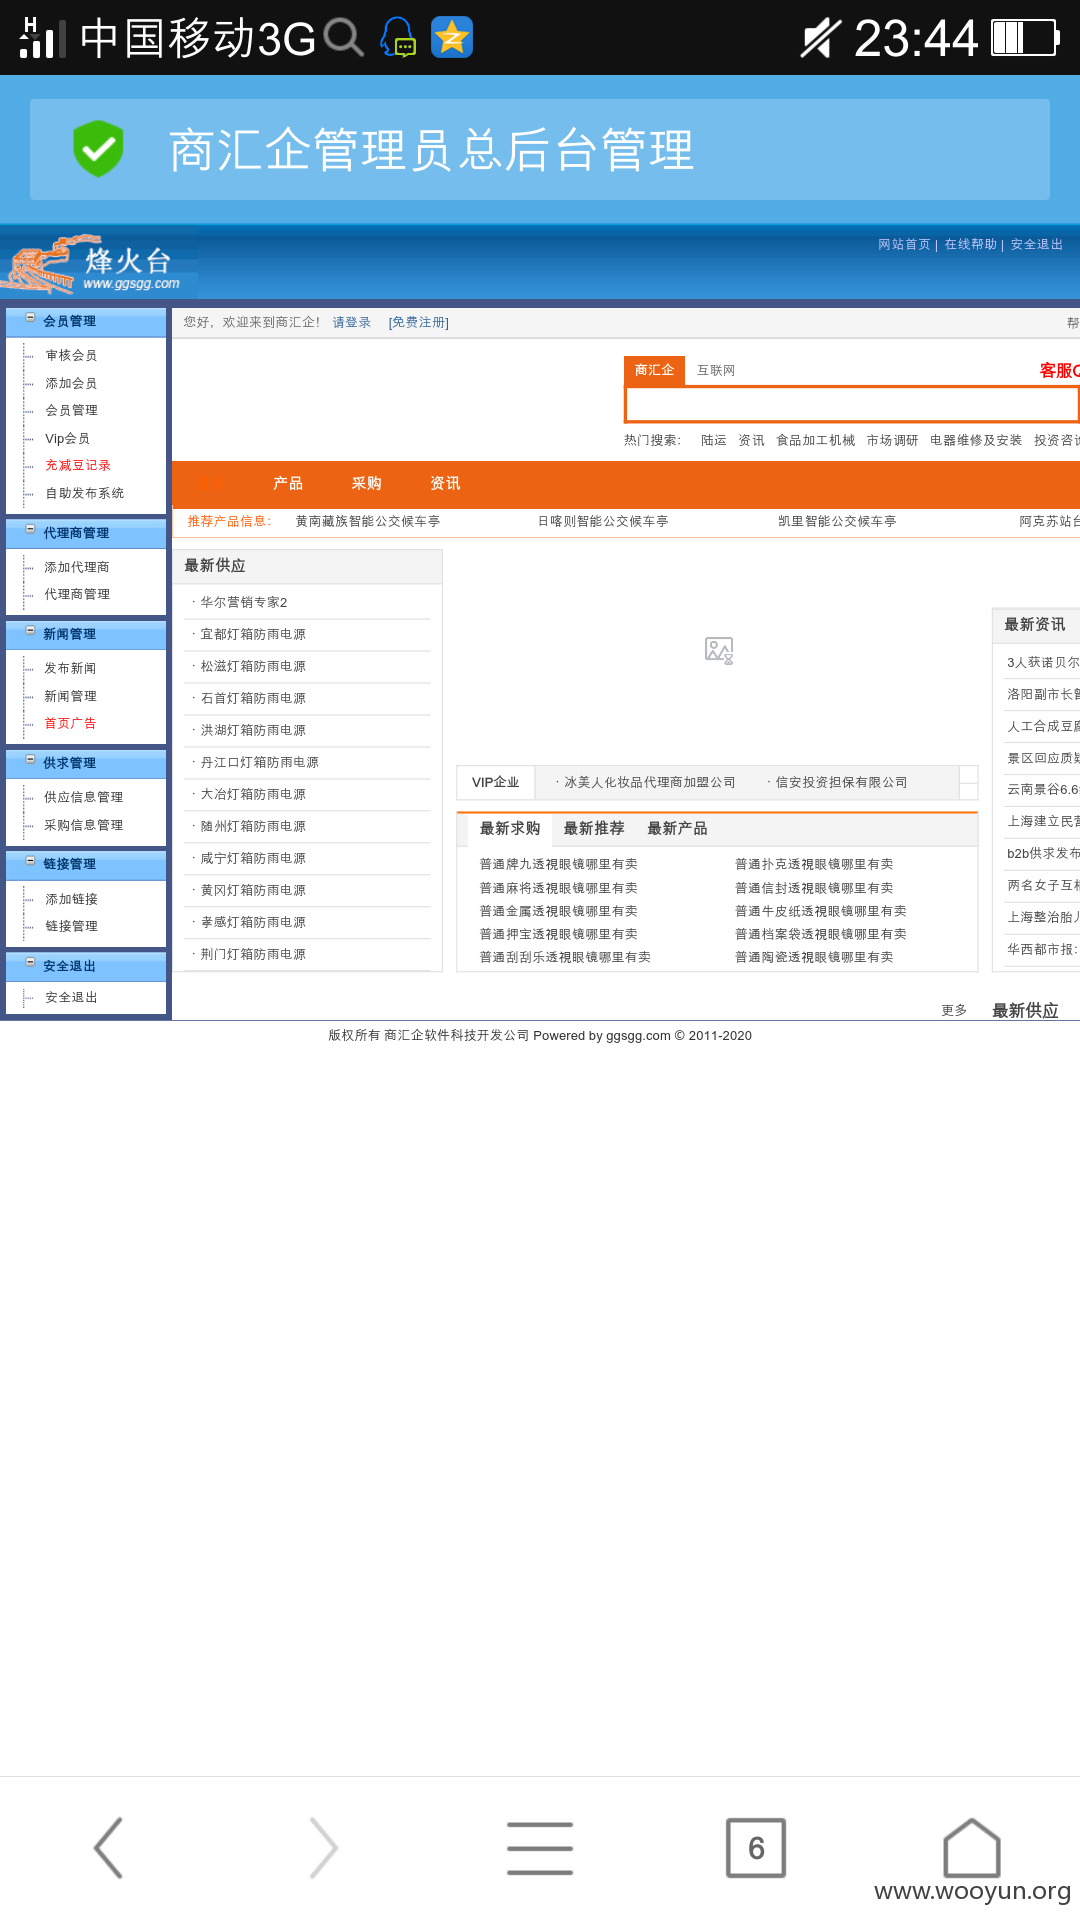 H 中国移动3G 23:44
商汇企管理员总后台管理
烽火台
www.ggsgg.com
网站首页 | 在线帮助 | 安全退出
会员管理
审核会员
添加会员
会员管理
Vip会员
充减豆记录
自助发布系统
代理商管理
添加代理商
代理商管理
新闻管理
发布新闻
新闻管理
首页广告
供求管理
供应信息管理
采购信息管理
链接管理
添加链接
链接管理
安全退出
安全退出
您好，欢迎来到商汇企！ 请登录 [免费注册] 帮
商汇企 互联网 客服Q
热门搜索： 陆运 资讯 食品加工机械 市场调研 电器维修及安装 投资咨询
产品 采购 资讯
推荐产品信息： 黄南藏族智能公交候车亭 日喀则智能公交候车亭 凯里智能公交候车亭 阿克苏站台
最新供应
· 华尔营销专家2
· 宜都灯箱防雨电源
· 松滋灯箱防雨电源
· 石首灯箱防雨电源
· 洪湖灯箱防雨电源
· 丹江口灯箱防雨电源
· 大冶灯箱防雨电源
· 随州灯箱防雨电源
· 咸宁灯箱防雨电源
· 黄冈灯箱防雨电源
· 孝感灯箱防雨电源
· 荆门灯箱防雨电源
VIP企业 · 冰美人化妆品代理商加盟公司 · 信安投资担保有限公司
最新求购 最新推荐 最新产品
普通牌九透視眼镜哪里有卖 普通扑克透視眼镜哪里有卖
普通麻将透視眼镜哪里有卖 普通信封透視眼镜哪里有卖
普通金属透視眼镜哪里有卖 普通牛皮纸透視眼镜哪里有卖
普通押宝透視眼镜哪里有卖 普通档案袋透視眼镜哪里有卖
普通刮刮乐透視眼镜哪里有卖 普通陶瓷透視眼镜哪里有卖
最新资讯
3人获诺贝尔
洛阳副市长
人工合成豆
景区回应质疑
云南景谷6.6
上海建立民营
b2b供求发布
两名女子互
上海整治胎儿
华西都市报：
更多 最新供应
版权所有 商汇企软件科技开发公司 Powered by ggsgg.com © 2011-2020
6
www.wooyun.org